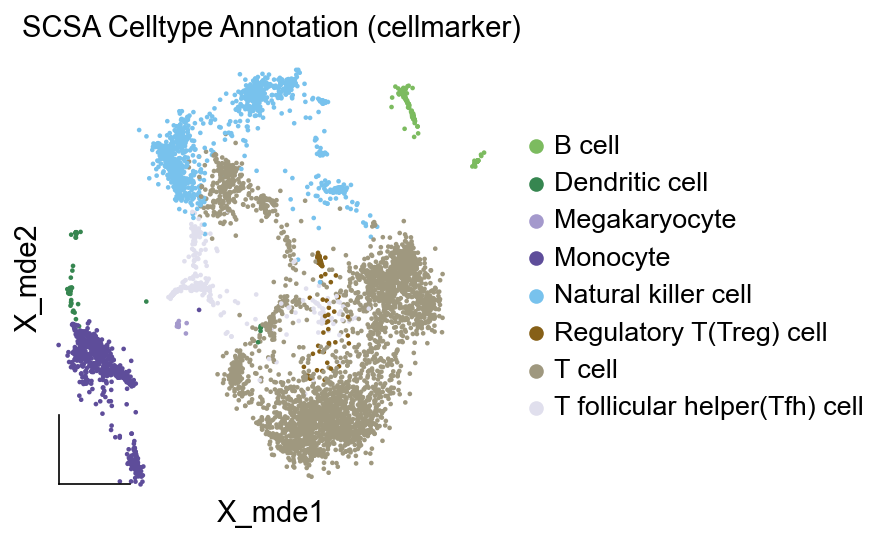 SCSA Celltype Annotation (cellmarker)
X_mde2
B cell
Dendritic cell
Megakaryocyte
Monocyte
Natural killer cell
Regulatory T(Treg) cell
T cell
T follicular helper(Tfh) cell
X_mde1